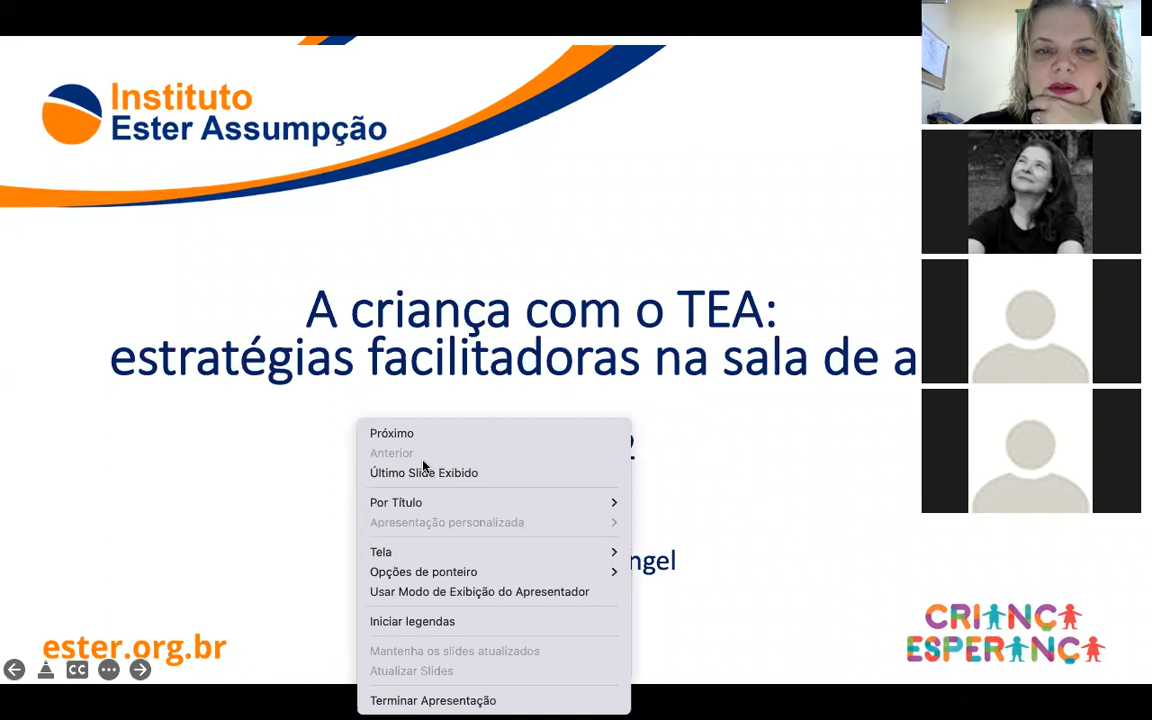 Instituto
Ester Assumpção
A criança com o TEA:
estratégias facilitadoras na sala de a
2
ngel
Próximo
Anterior
Último Slide Exibido
Por Título
Apresentação personalizada
Tela
Opções de ponteiro
Usar Modo de Exibição do Apresentador
Iniciar legendas
Mantenha os slides atualizados
Atualizar Slides
Terminar Apresentação
ester.org.br
CC
CRIANÇA
ESPERANÇA